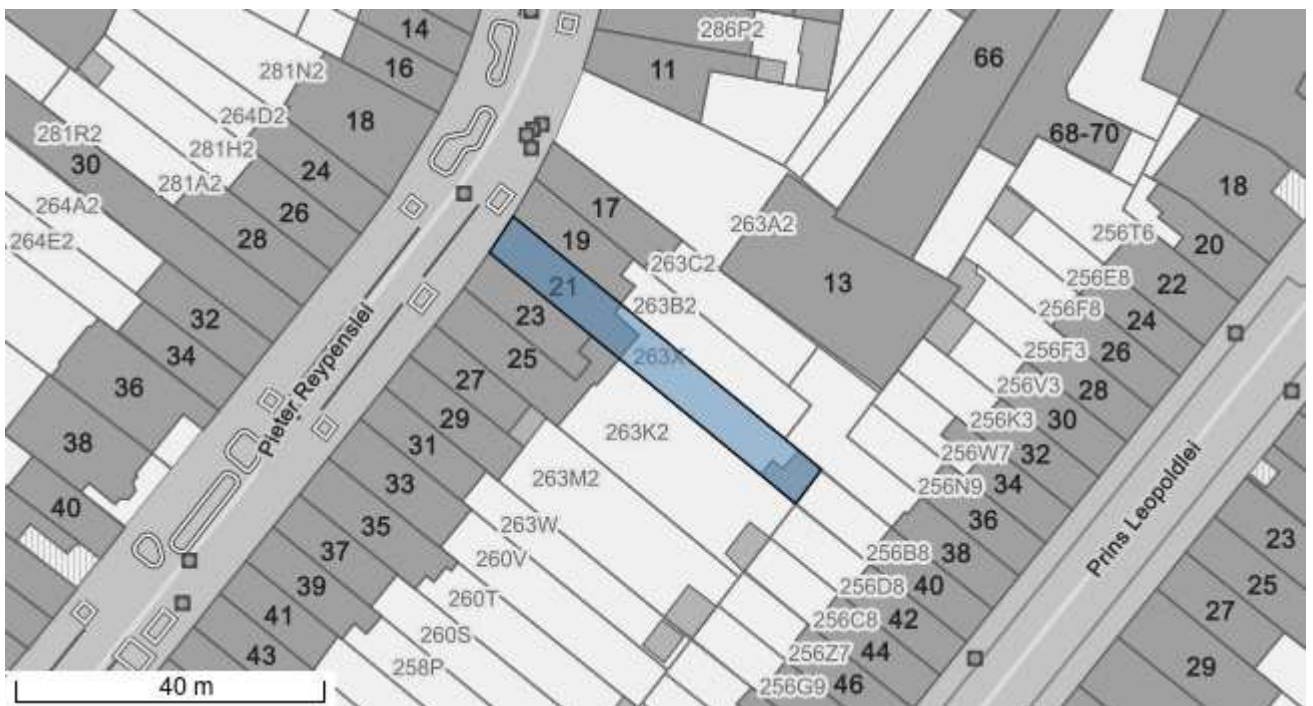 14
286P2
16
11
66
281N2
264D2
18
68-70
281R2
281H2
30
24
18
281A2
17
264A2
26
263A2
256T6
28
19
20
264E2
263C2
256E8
21
263B2
13
22
256F8
32
23
24
34
25
263X
256F3
26
36
Pieter Reypenslei
27
256V3
28
29
256K3
30
38
31
263K2
256W7
32
33
263M2
256N9
34
40
35
263W
36
Prins Leopoldlei
23
37
260V
256B8
38
39
260T
256D8
40
25
41
260S
256C8
42
27
43
258P
256Z7
44
29
40 m
256G9
46